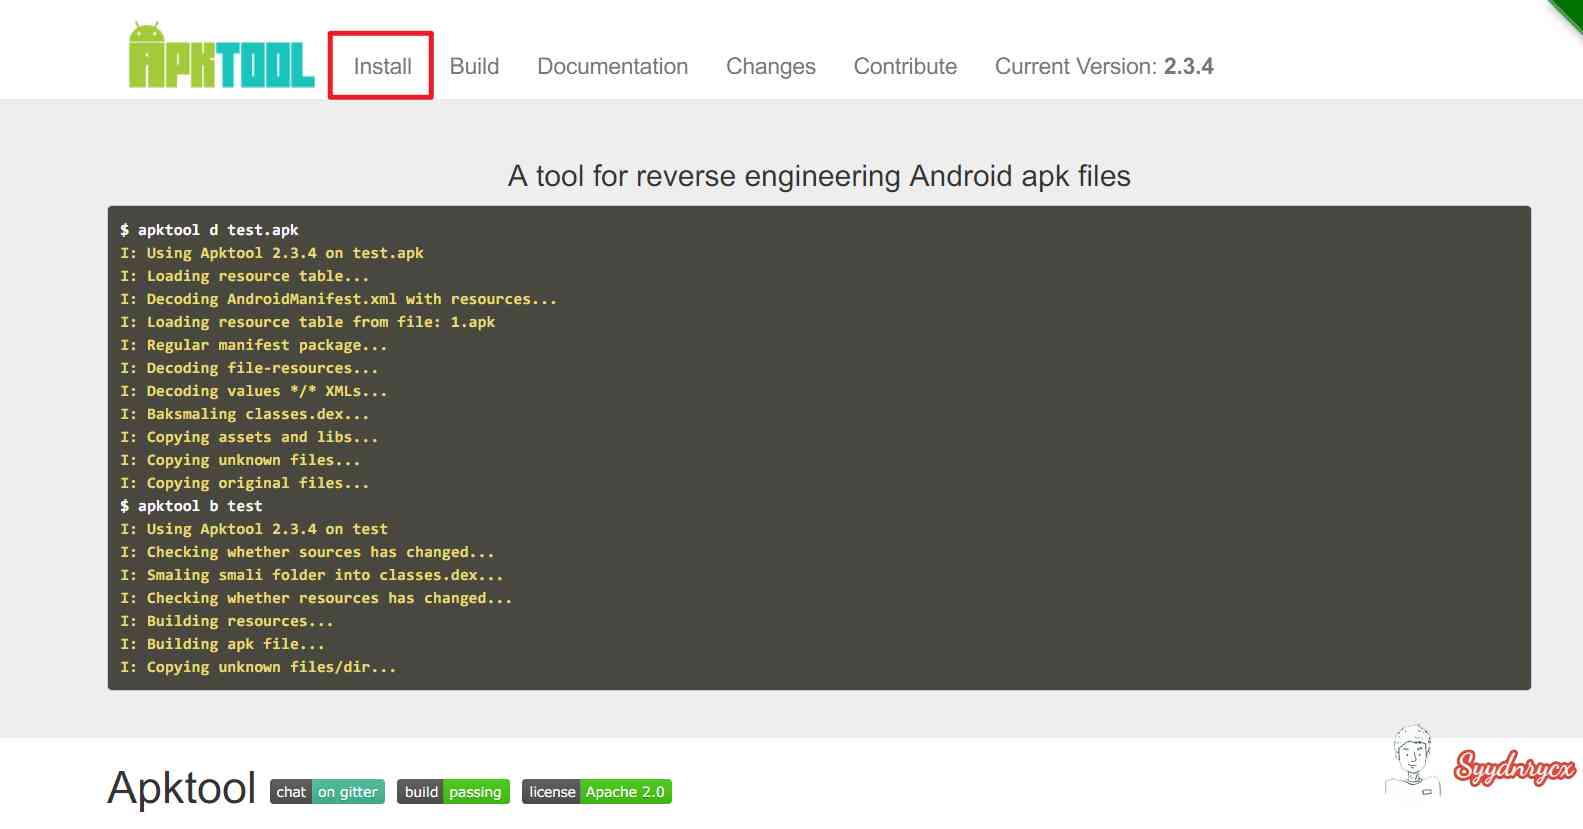 APKTOOL
Install Build Documentation Changes Contribute Current Version: 2.3.4
A tool for reverse engineering Android apk files
$ apktool d test.apk
I: Using Apktool 2.3.4 on test.apk
I: Loading resource table...
I: Decoding AndroidManifest.xml with resources...
I: Loading resource table from file: 1.apk
I: Regular manifest package...
I: Decoding file-resources...
I: Decoding values */* XMLs...
I: Baksmaling classes.dex...
I: Copying assets and libs...
I: Copying unknown files...
I: Copying original files...
$ apktool b test
I: Using Apktool 2.3.4 on test
I: Checking whether sources has changed...
I: Smaling smali folder into classes.dex...
I: Checking whether resources has changed...
I: Building resources...
I: Building apk file...
I: Copying unknown files/dir...
Apktool chat on gitter build passing license Apache 2.0
Syydnrycx